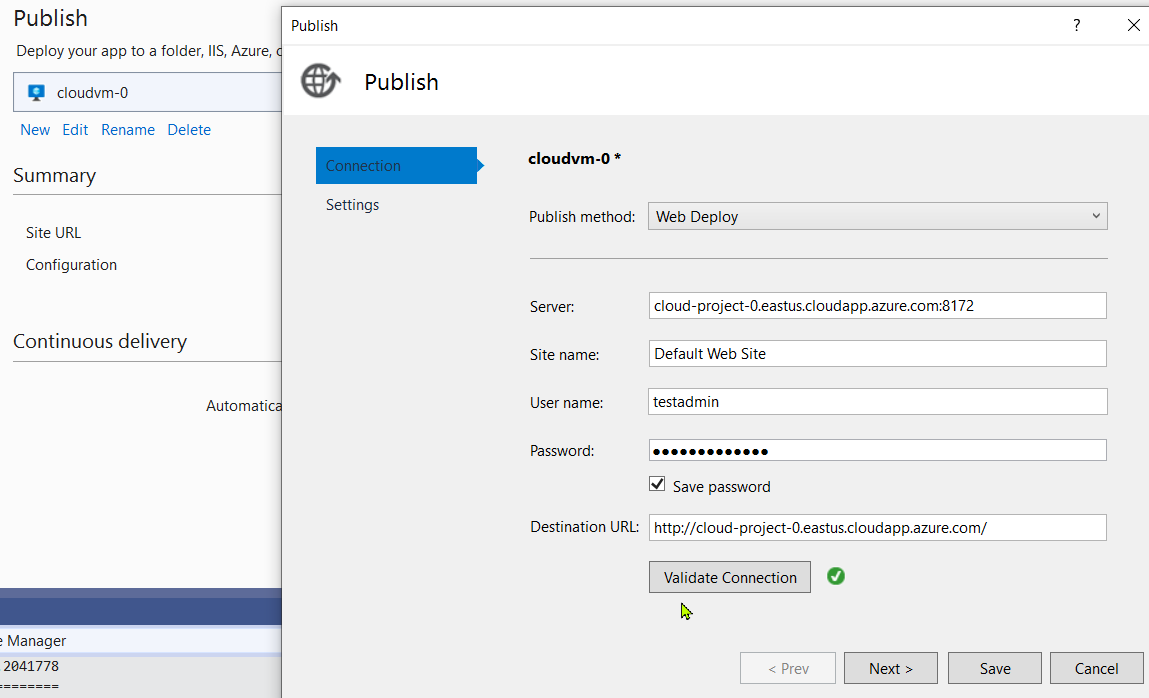 Publish
Deploy your app to a folder, IIS, Azure,
cloudvm-0
New Edit Rename Delete
Summary
Site URL
Configuration
Continuous delivery
Automatica
e Manager
.2041778
========
Publish
?
Publish
Connection
Settings
cloudvm-0 *
Publish method: Web Deploy
Server: cloud-project-0.eastus.cloudapp.azure.com:8172
Site name: Default Web Site
User name: testadmin
Password: ●●●●●●●●●●●●●
Save password
Destination URL: http://cloud-project-0.eastus.cloudapp.azure.com/
Validate Connection
< Prev Next > Save Cancel